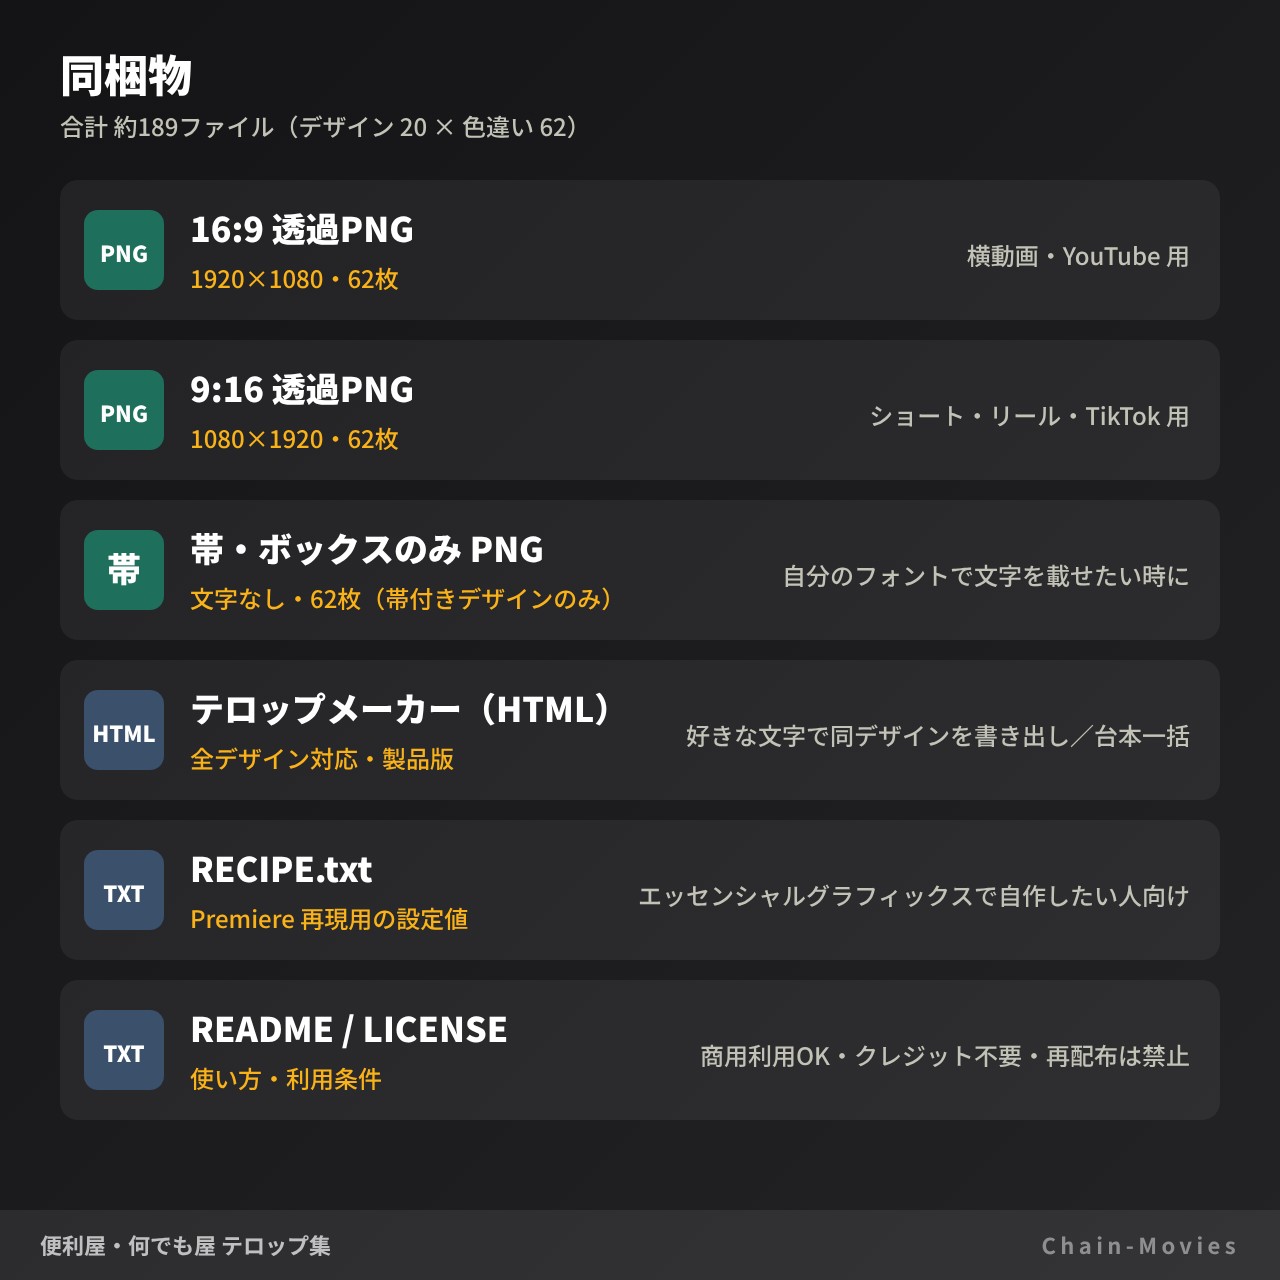 同梱物
合計 約189ファイル（デザイン 20 × 色違い 62）
PNG
16:9 透過PNG
1920×1080・62枚
横動画・YouTube 用
PNG
9:16 透過PNG
1080×1920・62枚
ショート・リール・TikTok 用
帯
帯・ボックスのみ PNG
文字なし・62枚（帯付きデザインのみ）
自分のフォントで文字を載せたい時に
HTML
テロップメーカー（HTML）
全デザイン対応・製品版
好きな文字で同デザインを書き出し／台本一括
TXT
RECIPE.txt
Premiere 再現用の設定値
エッセンシャルグラフィックスで自作したい人向け
TXT
README / LICENSE
使い方・利用条件
商用利用OK・クレジット不要・再配布は禁止
便利屋・何でも屋 テロップ集
Chain-Movies